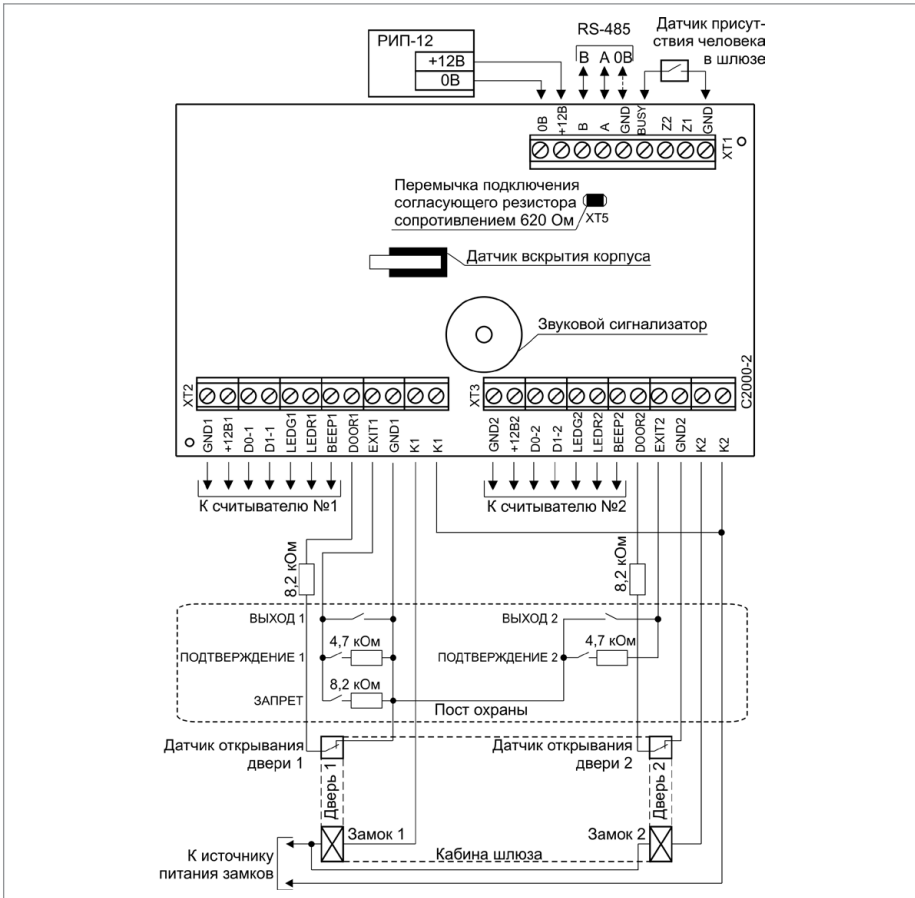 РИП-12
+12В
0В
RS-485
B A 0В
Датчик присут-
ствия человека
в шлюзе
0В
+12В
B
A
GND
BUSY
Z2
Z1
GND
XT1
Перемычка подключения
согласующего резистора
сопротивлением 620 Ом
XT5
Датчик вскрытия корпуса
Звуковой сигнализатор
XT2
XT3
С2000-2
GND1
+12В1
D0-1
D1-1
LEDG1
LEDR1
BEEP1
DOOR1
EXIT1
GND1
K1
K1
GND2
+12В2
D0-2
D1-2
LEDG2
LEDR2
BEEP2
DOOR2
EXIT2
GND2
K2
K2
К считывателю №1
К считывателю №2
8,2 кОм
8,2 кОм
ВЫХОД 1
ВЫХОД 2
4,7 кОм
4,7 кОм
ПОДТВЕРЖДЕНИЕ 1
ПОДТВЕРЖДЕНИЕ 2
8,2 кОм
ЗАПРЕТ
Пост охраны
Датчик открывания
двери 1
Датчик открывания
двери 2
Дверь 1
Дверь 2
Замок 1
Замок 2
Кабина шлюза
К источнику
питания замков